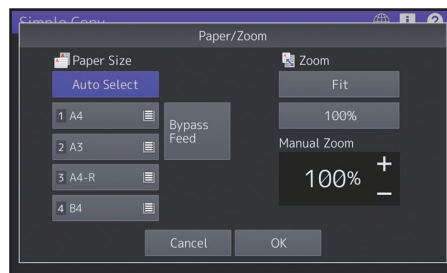 Simple Copy
Paper/Zoom
Paper Size
Zoom
Auto Select
Fit
1 A4
100%
Bypass
Feed
2 A3
Manual Zoom
3 A4-R
100%
4 B4
Cancel
OK